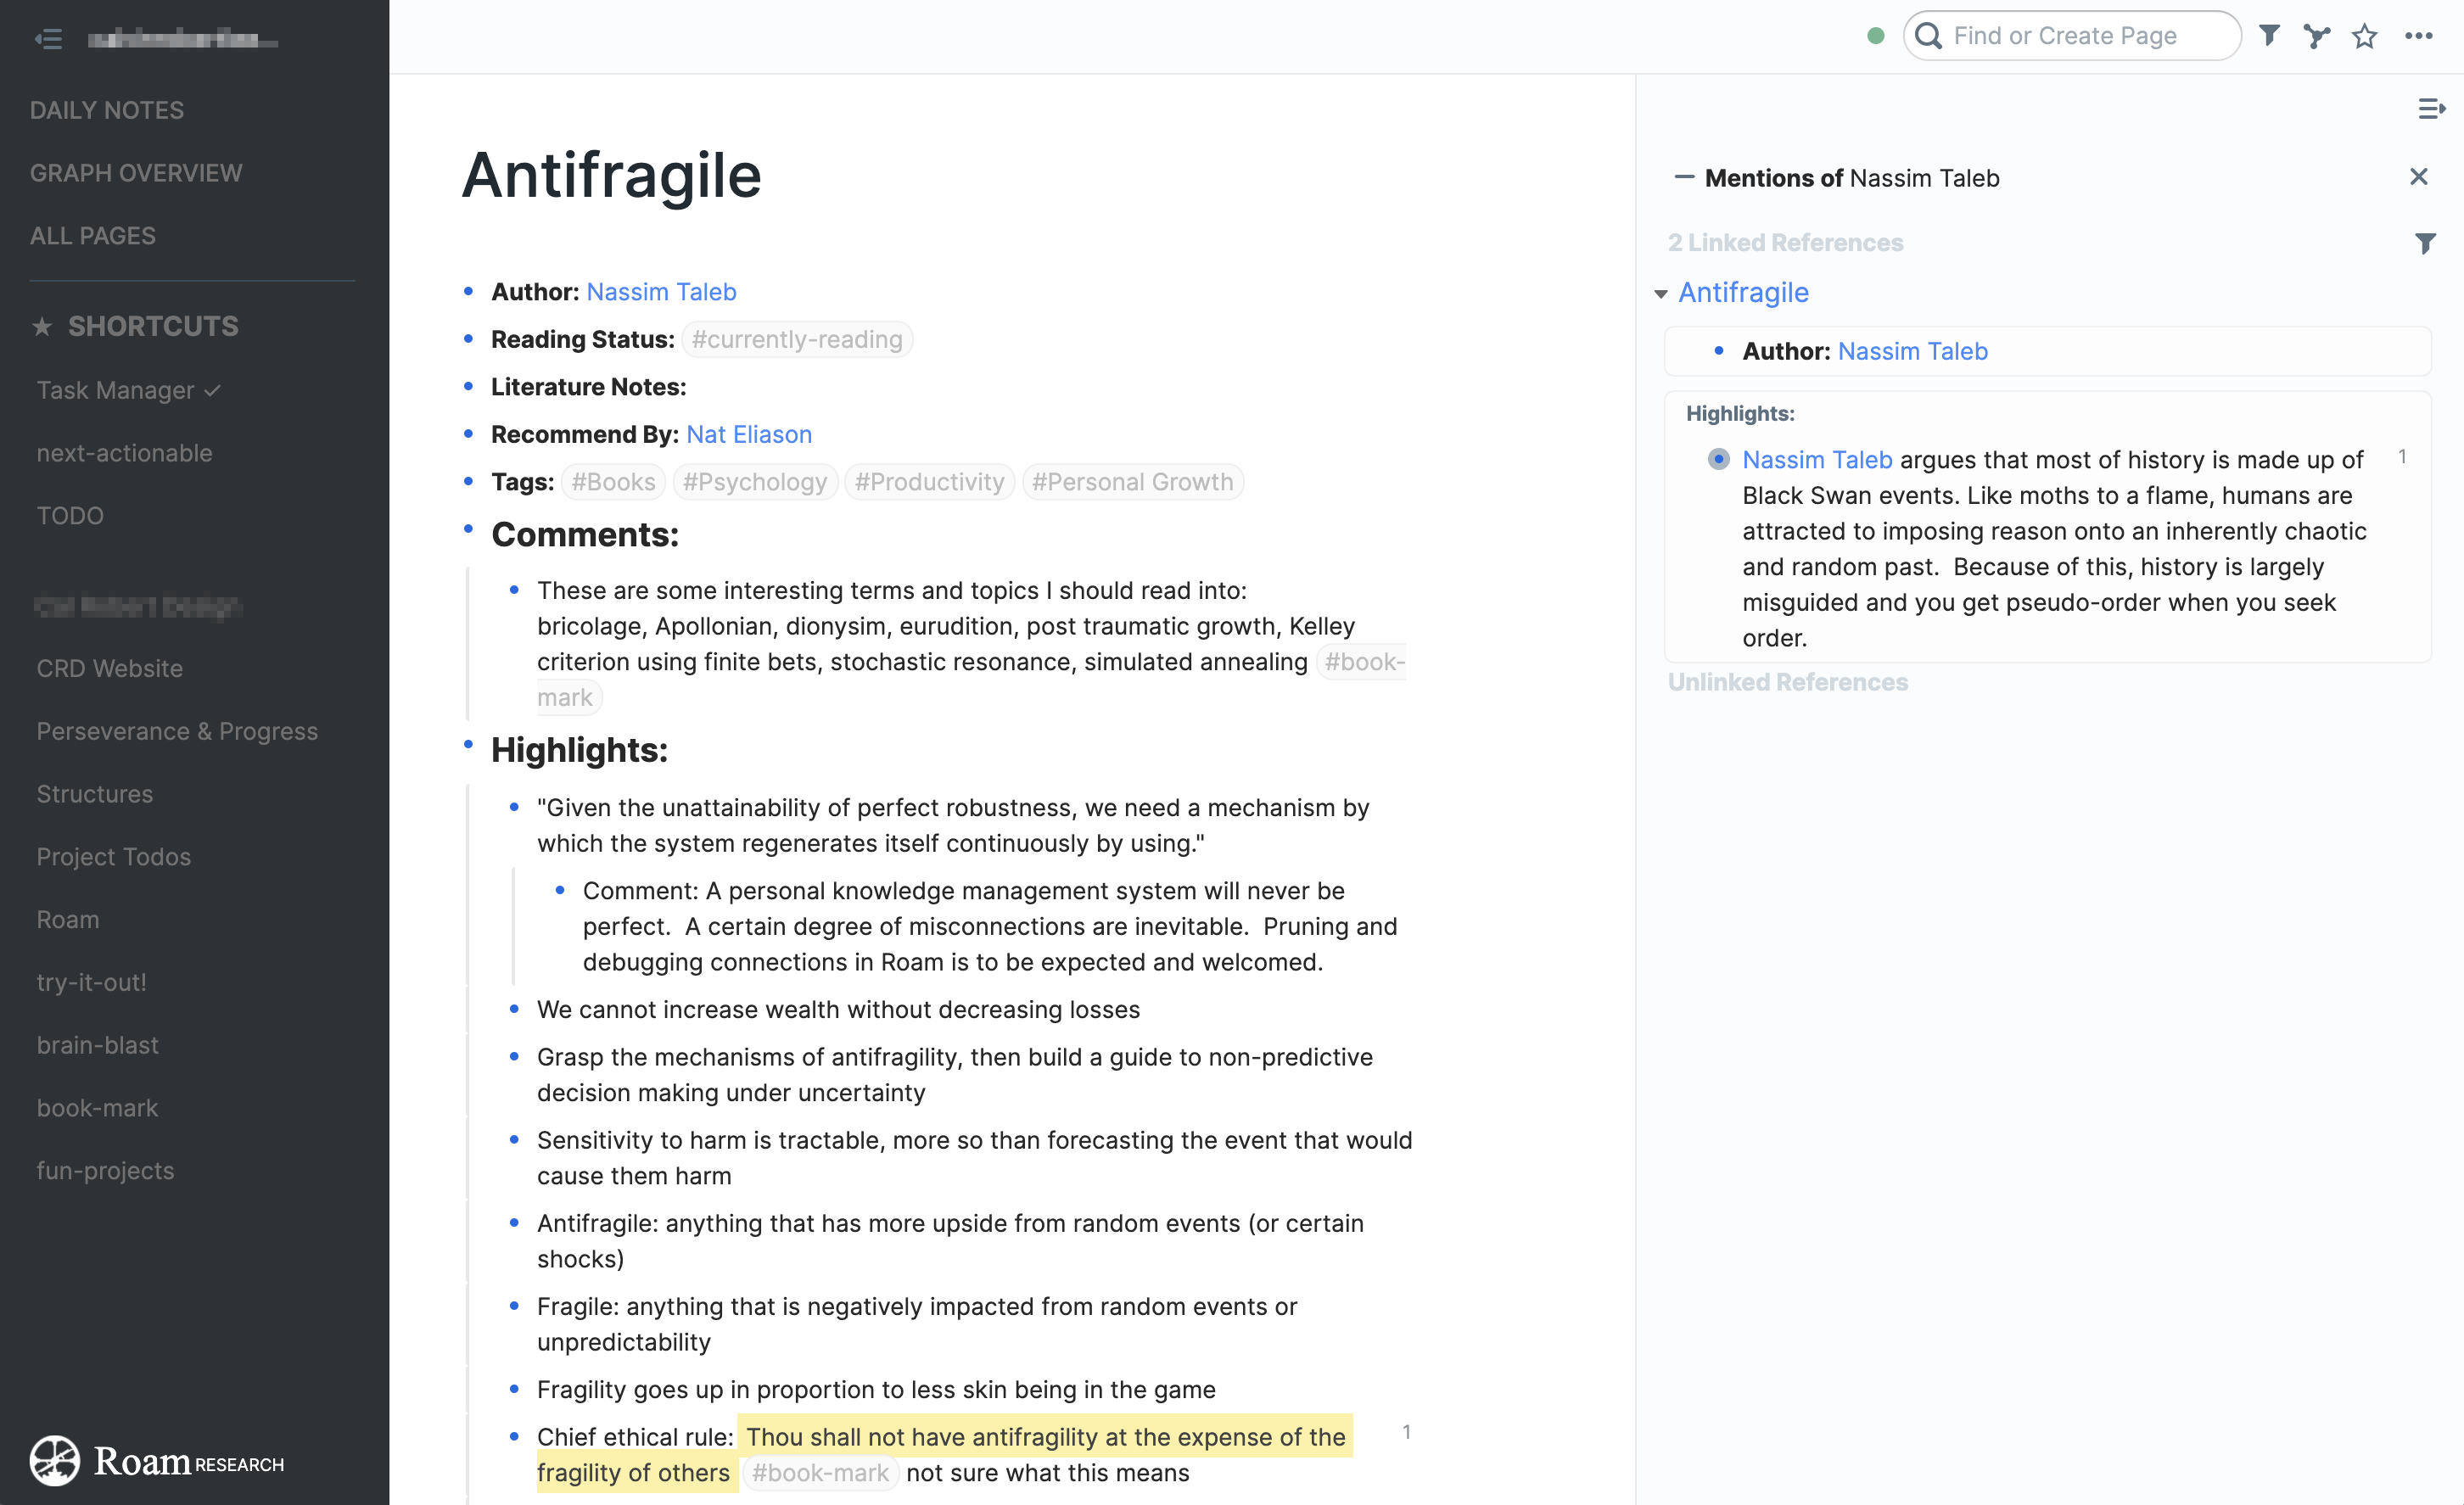 DAILY NOTES
GRAPH OVERVIEW
ALL PAGES
★ SHORTCUTS
Task Manager ✓
next-actionable
TODO
CRD Website
Perseverance & Progress
Structures
Project Todos
Roam
try-it-out!
brain-blast
book-mark
fun-projects
Roam RESEARCH
Find or Create Page
Antifragile
Author: Nassim Taleb
Reading Status: #currently-reading
Literature Notes:
Recommend By: Nat Eliason
Tags: #Books #Psychology #Productivity #Personal Growth
Comments:
These are some interesting terms and topics I should read into:
bricolage, Apollonian, dionysim, eurudition, post traumatic growth, Kelley
criterion using finite bets, stochastic resonance, simulated annealing #book-
mark
Highlights:
"Given the unattainability of perfect robustness, we need a mechanism by
which the system regenerates itself continuously by using."
Comment: A personal knowledge management system will never be
perfect.  A certain degree of misconnections are inevitable.  Pruning and
debugging connections in Roam is to be expected and welcomed.
We cannot increase wealth without decreasing losses
Grasp the mechanisms of antifragility, then build a guide to non-predictive
decision making under uncertainty
Sensitivity to harm is tractable, more so than forecasting the event that would
cause them harm
Antifragile: anything that has more upside from random events (or certain
shocks)
Fragile: anything that is negatively impacted from random events or
unpredictability
Fragility goes up in proportion to less skin being in the game
Chief ethical rule: Thou shall not have antifragility at the expense of the 1
fragility of others #book-mark not sure what this means
Mentions of Nassim Taleb
2 Linked References
Antifragile
Author: Nassim Taleb
Highlights:
Nassim Taleb argues that most of history is made up of 1
Black Swan events. Like moths to a flame, humans are
attracted to imposing reason onto an inherently chaotic
and random past.  Because of this, history is largely
misguided and you get pseudo-order when you seek
order.
Unlinked References